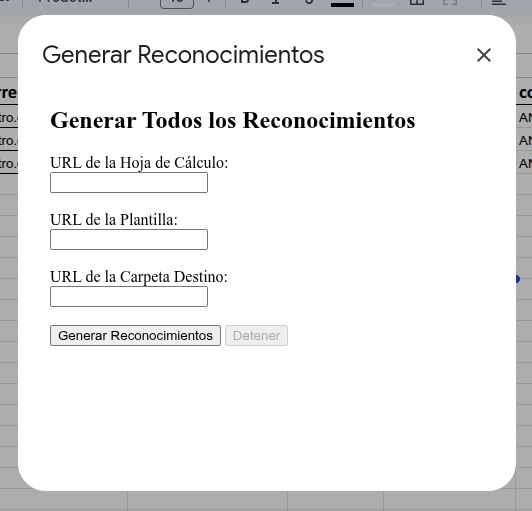 Generar Reconocimientos
Generar Todos los Reconocimientos
URL de la Hoja de Cálculo:
URL de la Plantilla:
URL de la Carpeta Destino:
Generar Reconocimientos Detener